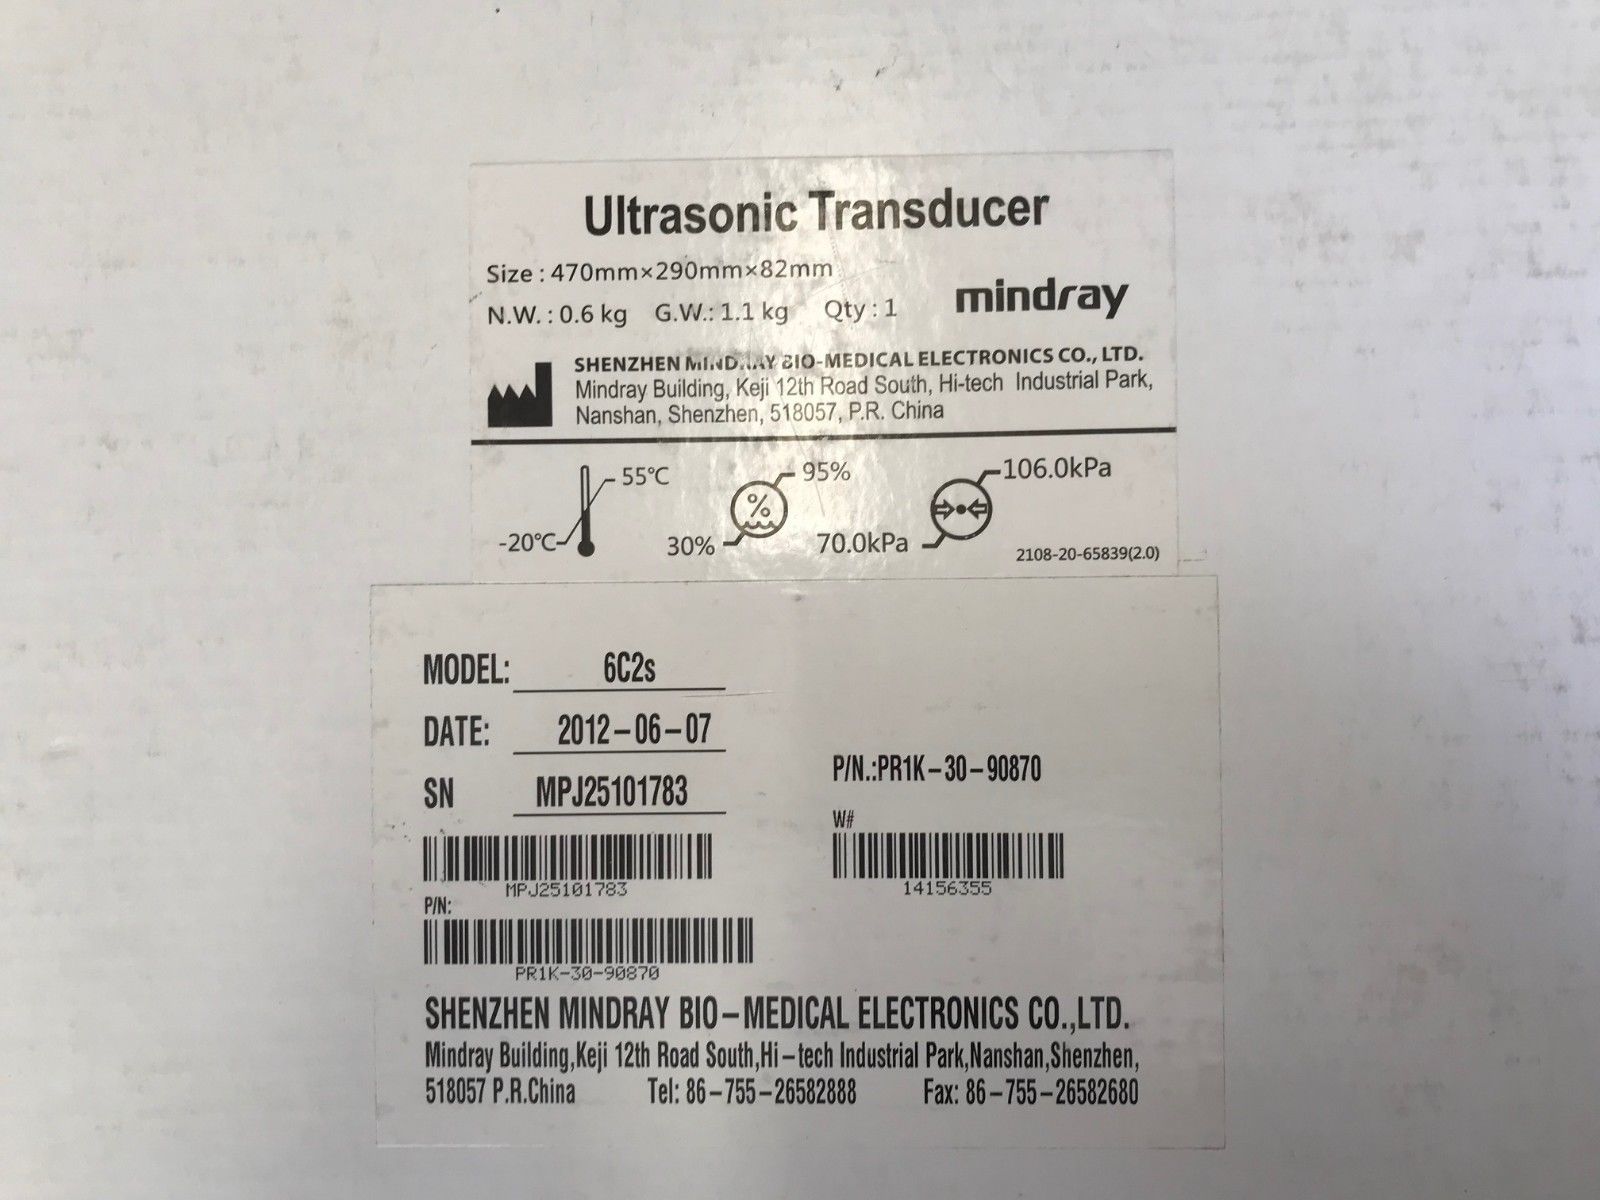 Ultrasonic Transducer
Size : 470mm×290mm×82mm
N.W. : 0.6 kg G.W.: 1.1 kg Qty : 1
mindray
SHENZHEN MINDRAY BIO-MEDICAL ELECTRONICS CO., LTD.
Mindray Building, Keji 12th Road South, Hi-tech Industrial Park,
Nanshan, Shenzhen, 518057, P.R. China
55℃
-20℃
95%
%
30%
106.0kPa
70.0kPa
2108-20-65839(2.0)
MODEL: 6C2s
DATE: 2012-06-07
SN MPJ25101783
MPJ25101783
P/N:
PR1K-30-90870
P/N.:PR1K-30-90870
W#
14156355
SHENZHEN MINDRAY BIO-MEDICAL ELECTRONICS CO.,LTD.
Mindray Building,Keji 12th Road South,Hi-tech Industrial Park,Nanshan,Shenzhen,
518057 P.R.China Tel: 86-755-26582888 Fax: 86-755-26582680